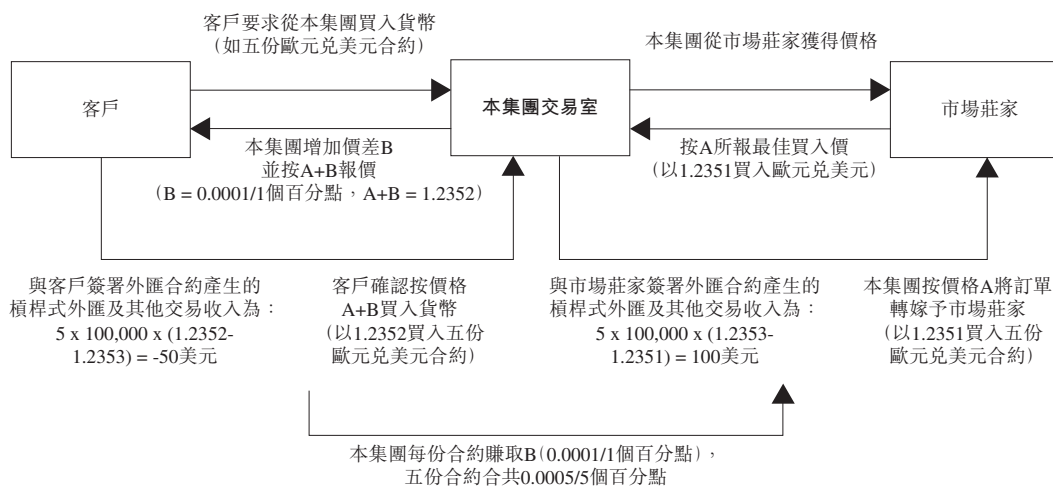 客戶要求從本集團買入貨幣
(如五份歐元兌美元合約)
本集團從市場莊家獲得價格
客戶
本集團交易室
市場莊家
本集團增加價差B
並按A+B報價
(B = 0.0001/1個百分點，A+B = 1.2352)
按A所報最佳買入價
(以1.2351買入歐元兌美元)
與客戶簽署外匯合約產生的
槓桿式外匯及其他交易收入為：
5 x 100,000 x (1.2352-
1.2353) = -50美元
客戶確認按價格
A+B買入貨幣
(以1.2352買入五份
歐元兌美元合約)
與市場莊家簽署外匯合約產生的
槓桿式外匯及其他交易收入為：
5 x 100,000 x (1.2353-
1.2351) = 100美元
本集團按價格A將訂單
轉嫁予市場莊家
(以1.2351買入五份
歐元兌美元合約)
本集團每份合約賺取B(0.0001/1個百分點)，
五份合約合共0.0005/5個百分點